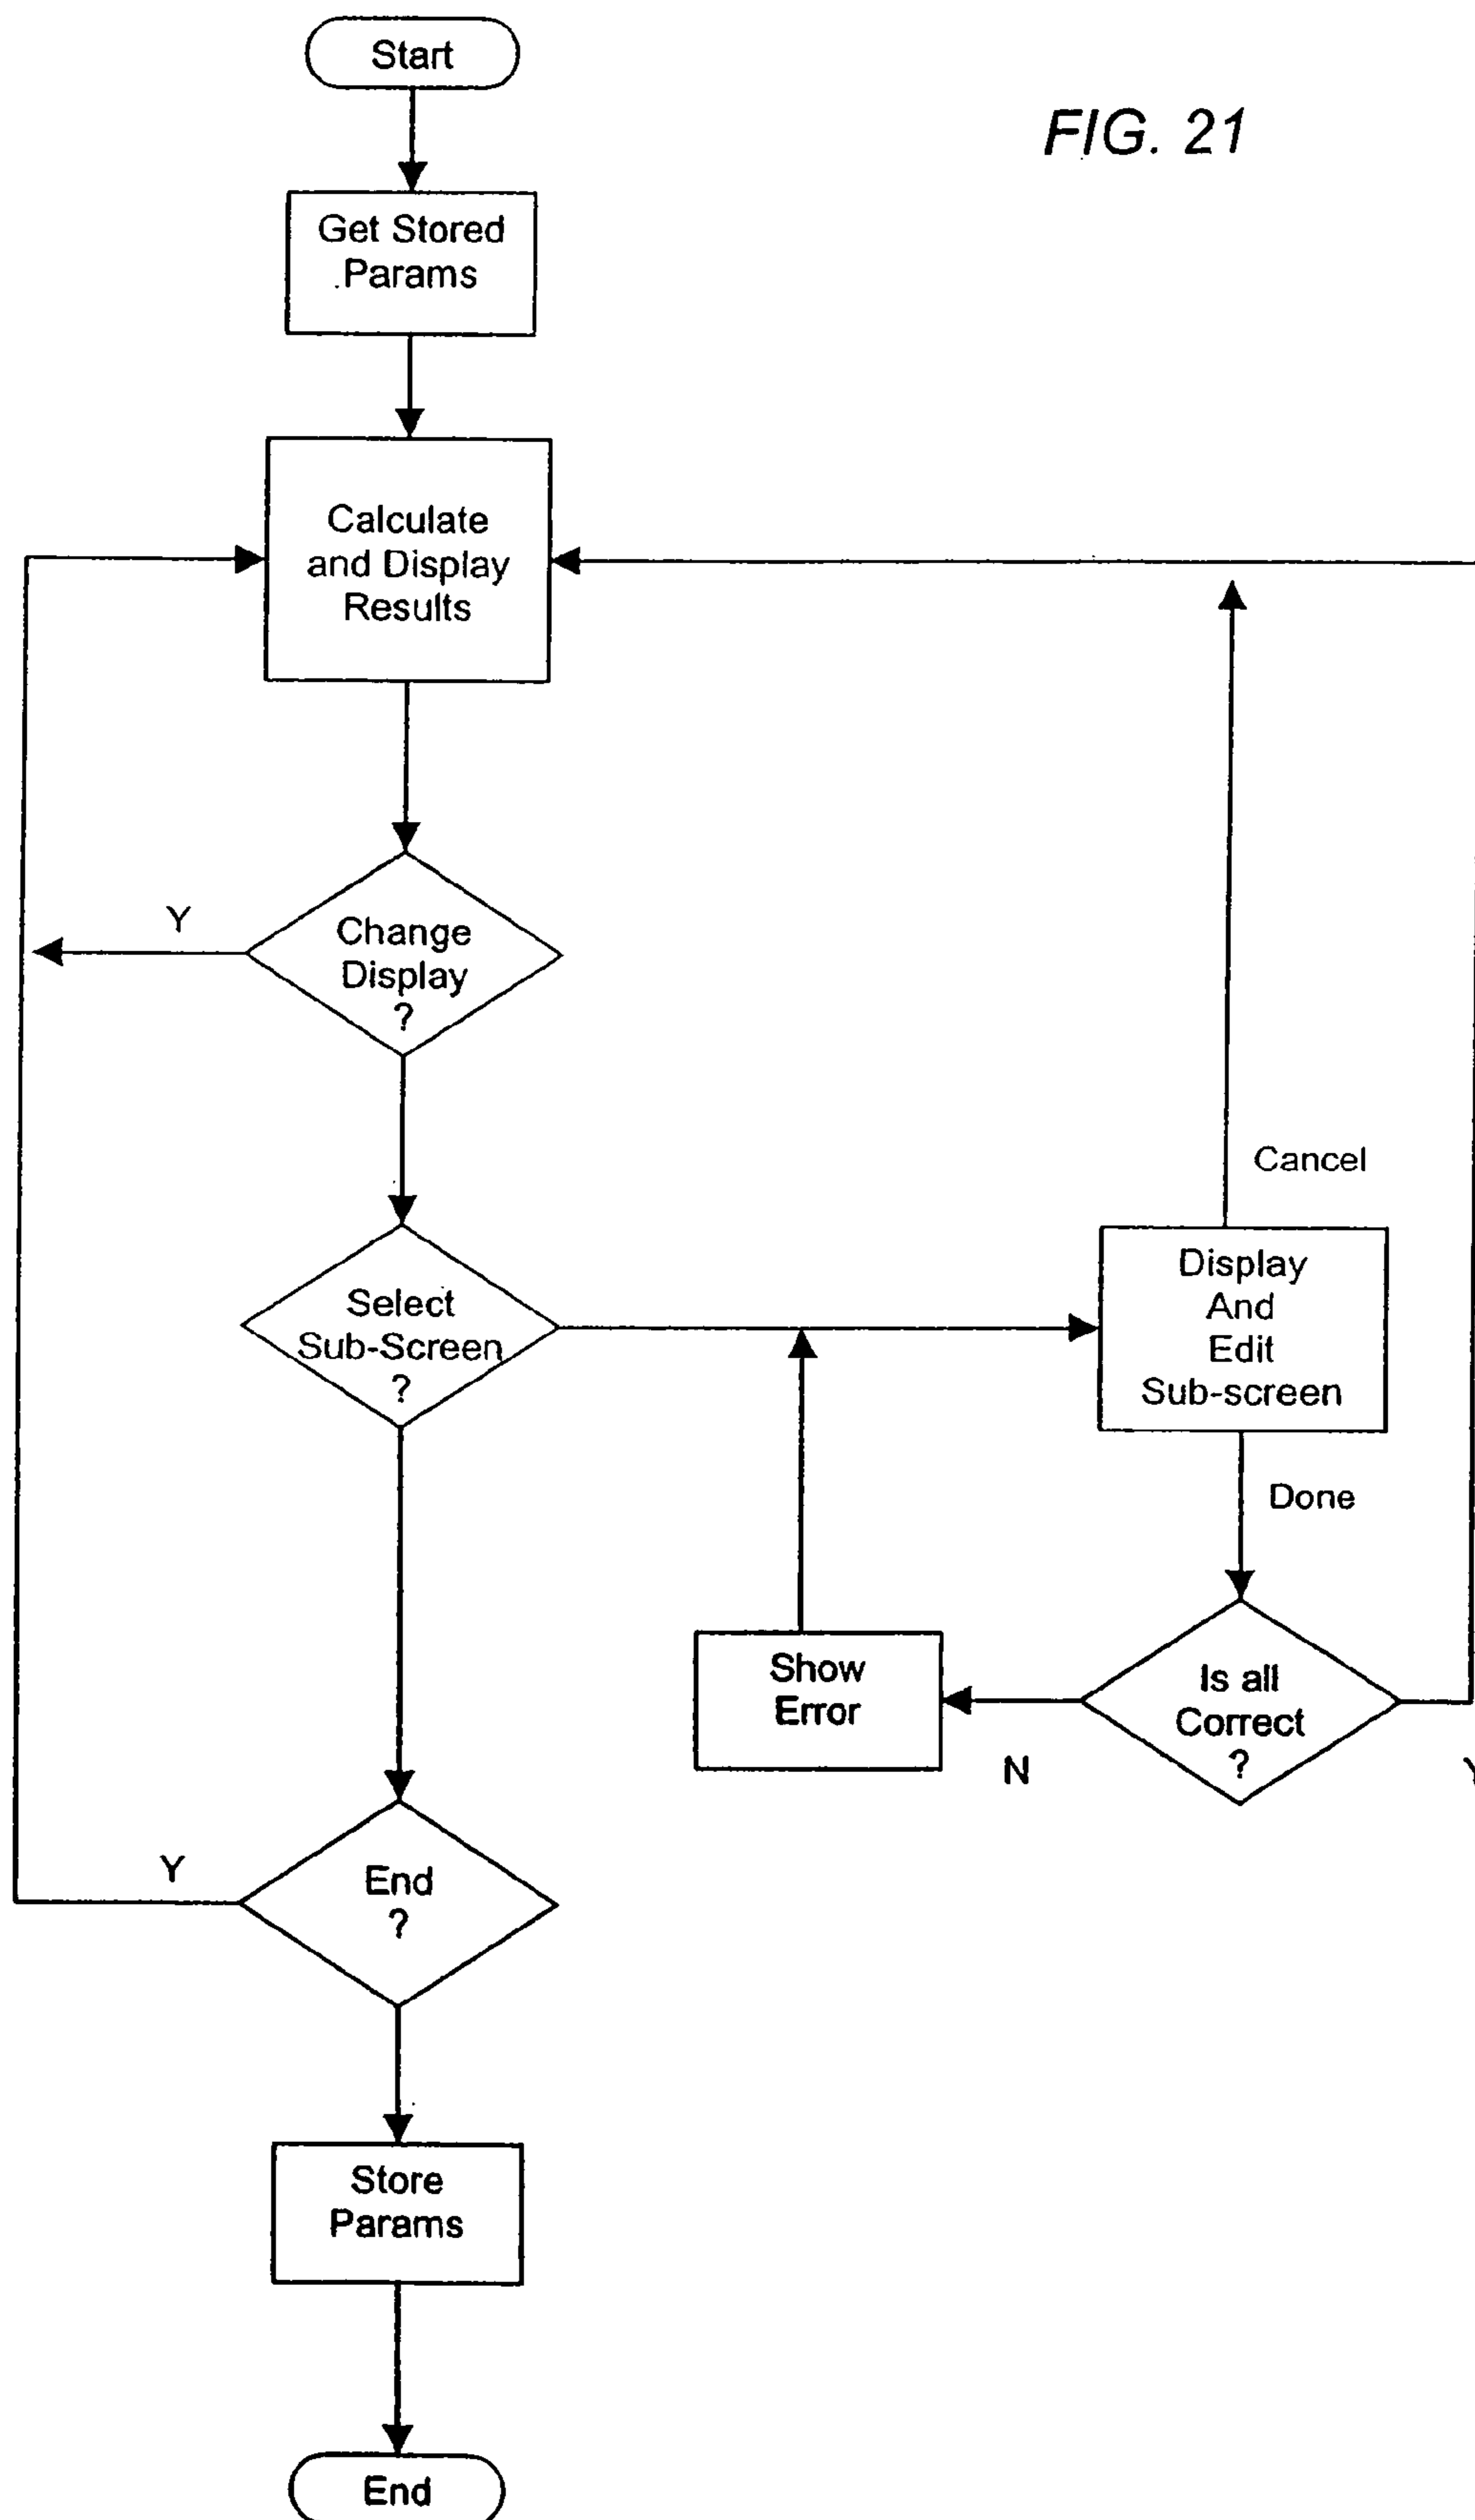 Start
FIG. 21
Get Stored
Params
Calculate
and Display
Results
Y
Change
Display
?
Cancel
Select
Sub-Screen
?
Display
And
Edit
Sub-screen
Done
Show
Error
Is all
Correct
?
N
Y
End
?
Store
Params
End